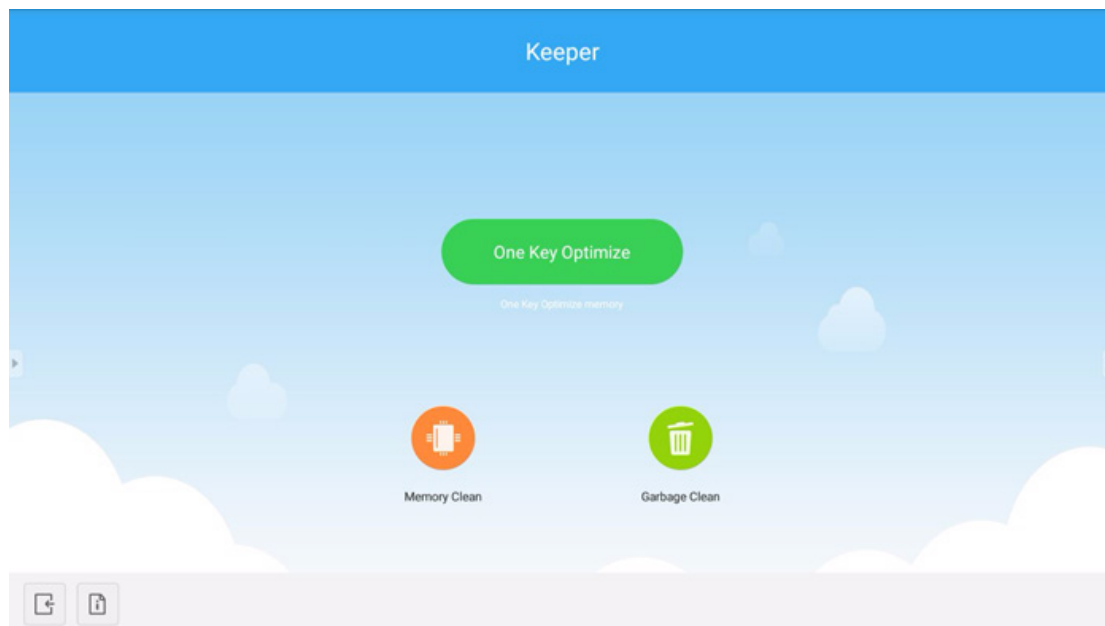 Keeper
One Key Optimize
One Key Optimize memory
Memory Clean
Garbage Clean